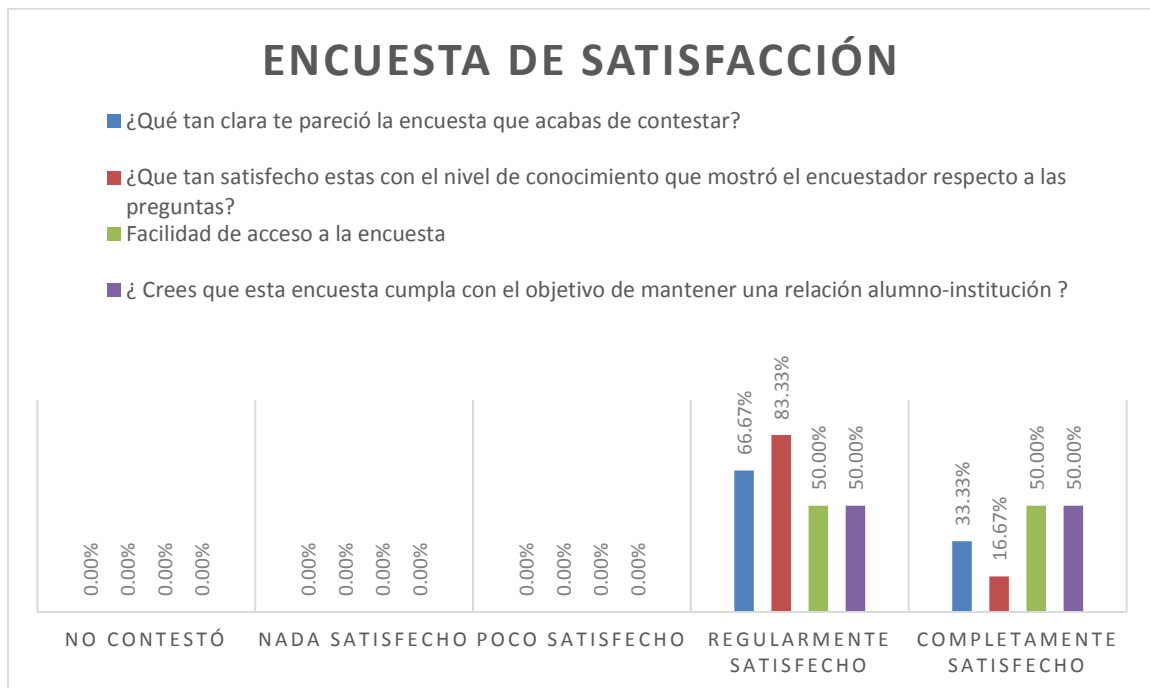 ENCUESTA DE SATISFACCIÓN
¿Qué tan clara te pareció la encuesta que acabas de contestar?
¿Que tan satisfecho estas con el nivel de conocimiento que mostró el encuestador respecto a las
preguntas?
Facilidad de acceso a la encuesta
¿ Crees que esta encuesta cumpla con el objetivo de mantener una relación alumno-institución ?
0.00%
0.00%
0.00%
0.00%
0.00%
0.00%
0.00%
0.00%
0.00%
0.00%
0.00%
0.00%
66.67%
83.33%
50.00%
50.00%
33.33%
16.67%
50.00%
50.00%
NO CONTESTÓ
NADA SATISFECHO
POCO SATISFECHO
REGULARMENTE
SATISFECHO
COMPLETAMENTE
SATISFECHO